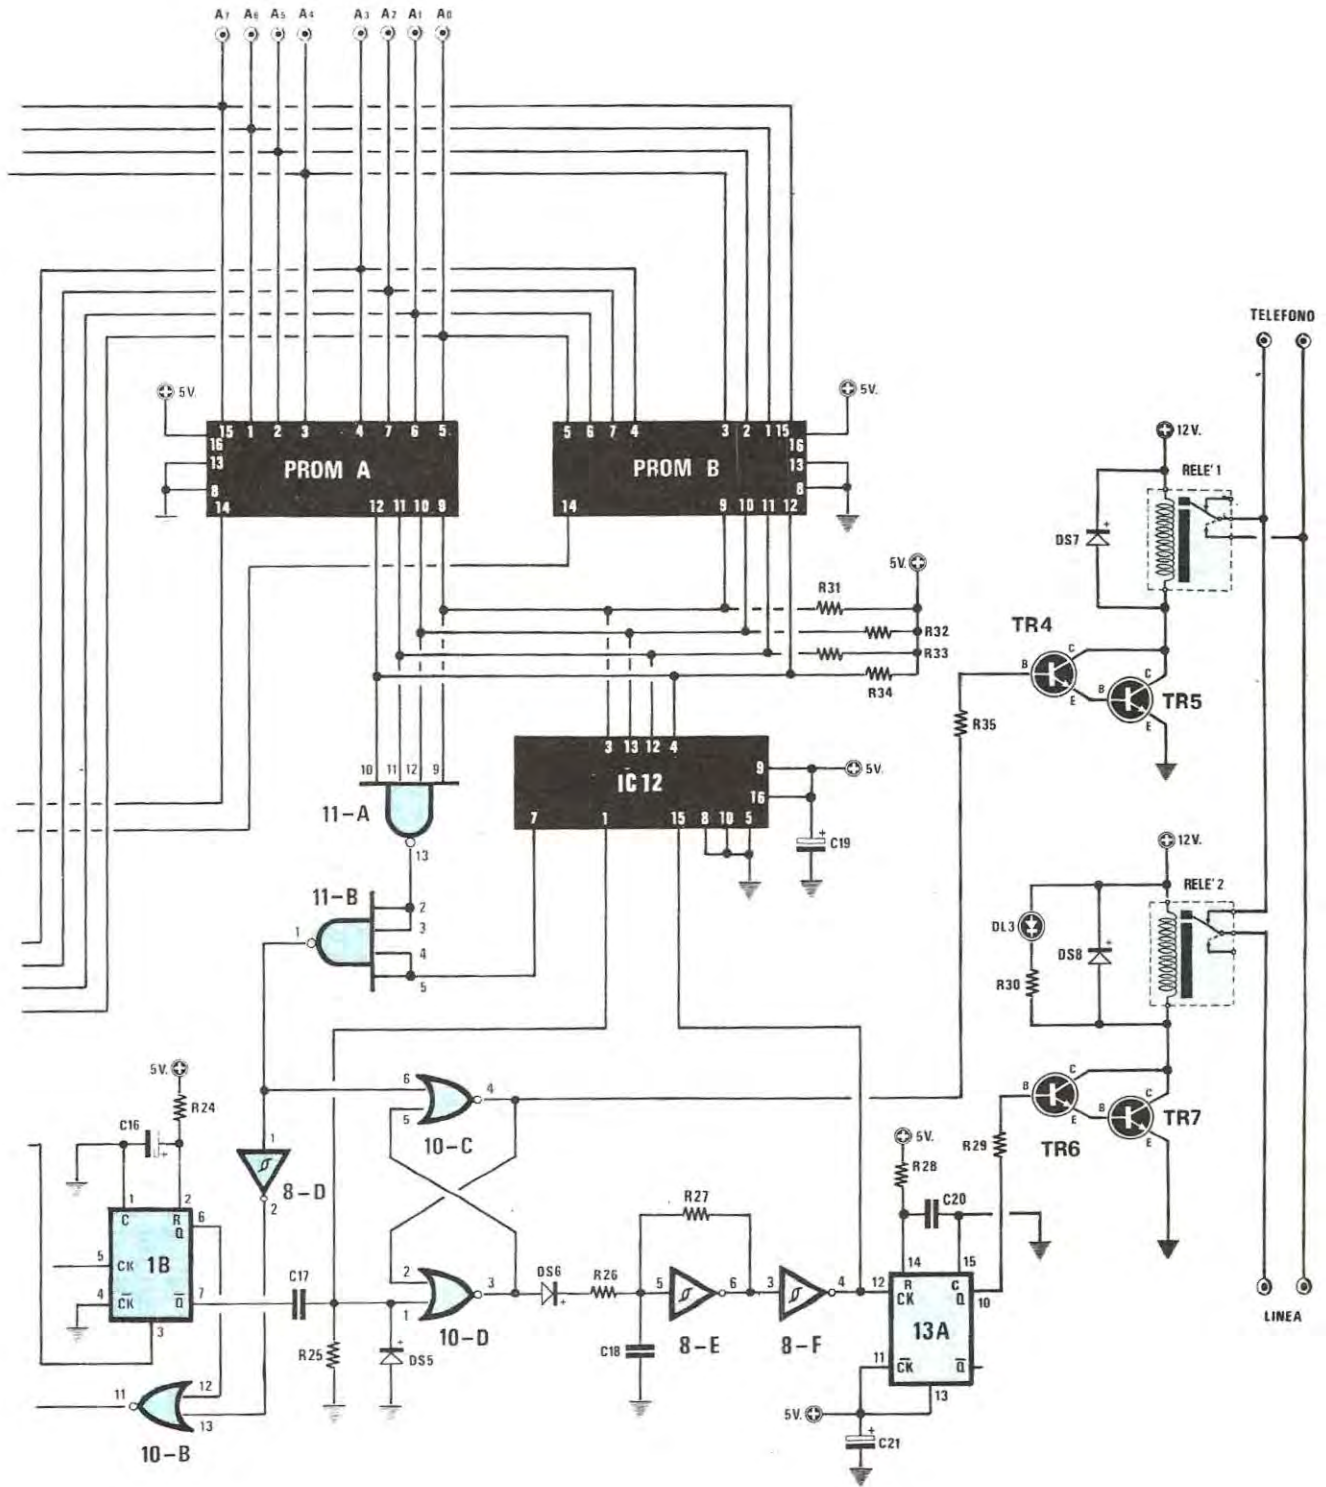 A7 A6 A5 A4 A3 A2 A1 A0
TELEFONO
5V. 5V.
15 1 2 3 4 7 6 5
16
13
8
PROM A
14 12 11 10 9
5 6 7 4 3 2 1 15
16
13
8
PROM B
14 9 10 11 12
12V.
RELE'1
DS7 +
5V.
R31
R32
R33
R34
TR4
B C E
B C E
TR5
R35
3 13 12 4
9
16
IC12
7 1 15 8 10 5
5V.
+
C19
10 11 12 9
11-A
13
11-B
1 2
3
4
5
12V.
RELE'2
DL3
DS8 +
R30
5V.
R24
C16 +
1 2
C R
Q 6
5 CK 1B
4 CK Q 7
3
1
8-D
2
6
5
4
10-C
2
1
3
10-D
C17
R25
+
DS5
DS6 +
R26
R27
C18
5 6
8-E
3 4
8-F
5V.
R28
C20
R29
B C E
B C E
TR6
TR7
14 15
12 R C
CK Q 10
13A
11 CK Q
13
5V.
+
C21
LINEA
11 12
13
10-B